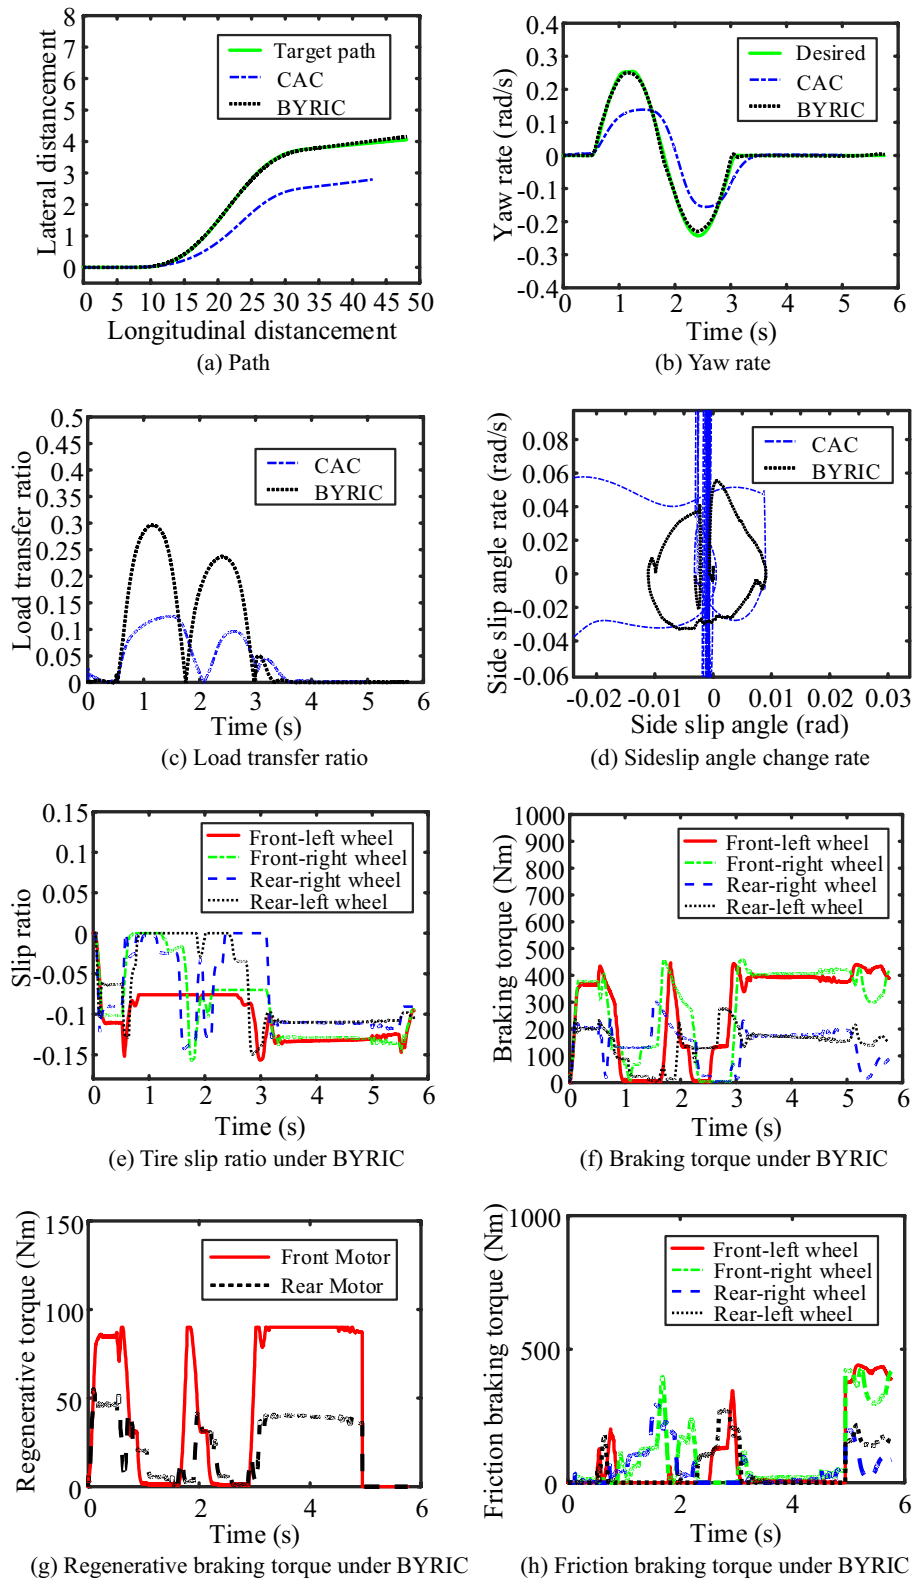 8
7
6
5
4
3
2
1
0
Lateral distancement
Target path
CAC
BYRIC
0 5 10 15 20 25 30 35 40 45 50
Longitudinal distancement
(a) Path
0.4
0.3
0.2
0.1
0
-0.1
-0.2
-0.3
-0.4
Yaw rate (rad/s)
Desired
CAC
BYRIC
0 1 2 3 4 5 6
Time (s)
(b) Yaw rate
0.5
0.45
0.4
0.35
0.3
0.25
0.2
0.15
0.1
0.05
0
Load transfer ratio
CAC
BYRIC
0 1 2 3 4 5 6
Time (s)
(c) Load transfer ratio
0.08
0.06
0.04
0.02
0
-0.02
-0.04
-0.06
Side slip angle rate (rad/s)
CAC
BYRIC
-0.02 -0.01 0 0.01 0.02 0.03
Side slip angle (rad)
(d) Sideslip angle change rate
0.15
0.1
0.05
0
-0.05
-0.1
-0.15
Slip ratio
Front-left wheel
Front-right wheel
Rear-right wheel
Rear-left wheel
0 1 2 3 4 5 6
Time (s)
(e) Tire slip ratio under BYRIC
1000
900
800
700
600
500
400
300
200
100
0
Braking torque (Nm)
Front-left wheel
Front-right wheel
Rear-right wheel
Rear-left wheel
0 1 2 3 4 5 6
Time (s)
(f) Braking torque under BYRIC
150
100
50
0
Regenerative torque (Nm)
Front Motor
Rear Motor
0 2 4 6
Time (s)
(g) Regenerative braking torque under BYRIC
1000
500
0
Friction braking torque (Nm)
Front-left wheel
Front-right wheel
Rear-right wheel
Rear-left wheel
0 2 4 6
Time (s)
(h) Friction braking torque under BYRIC